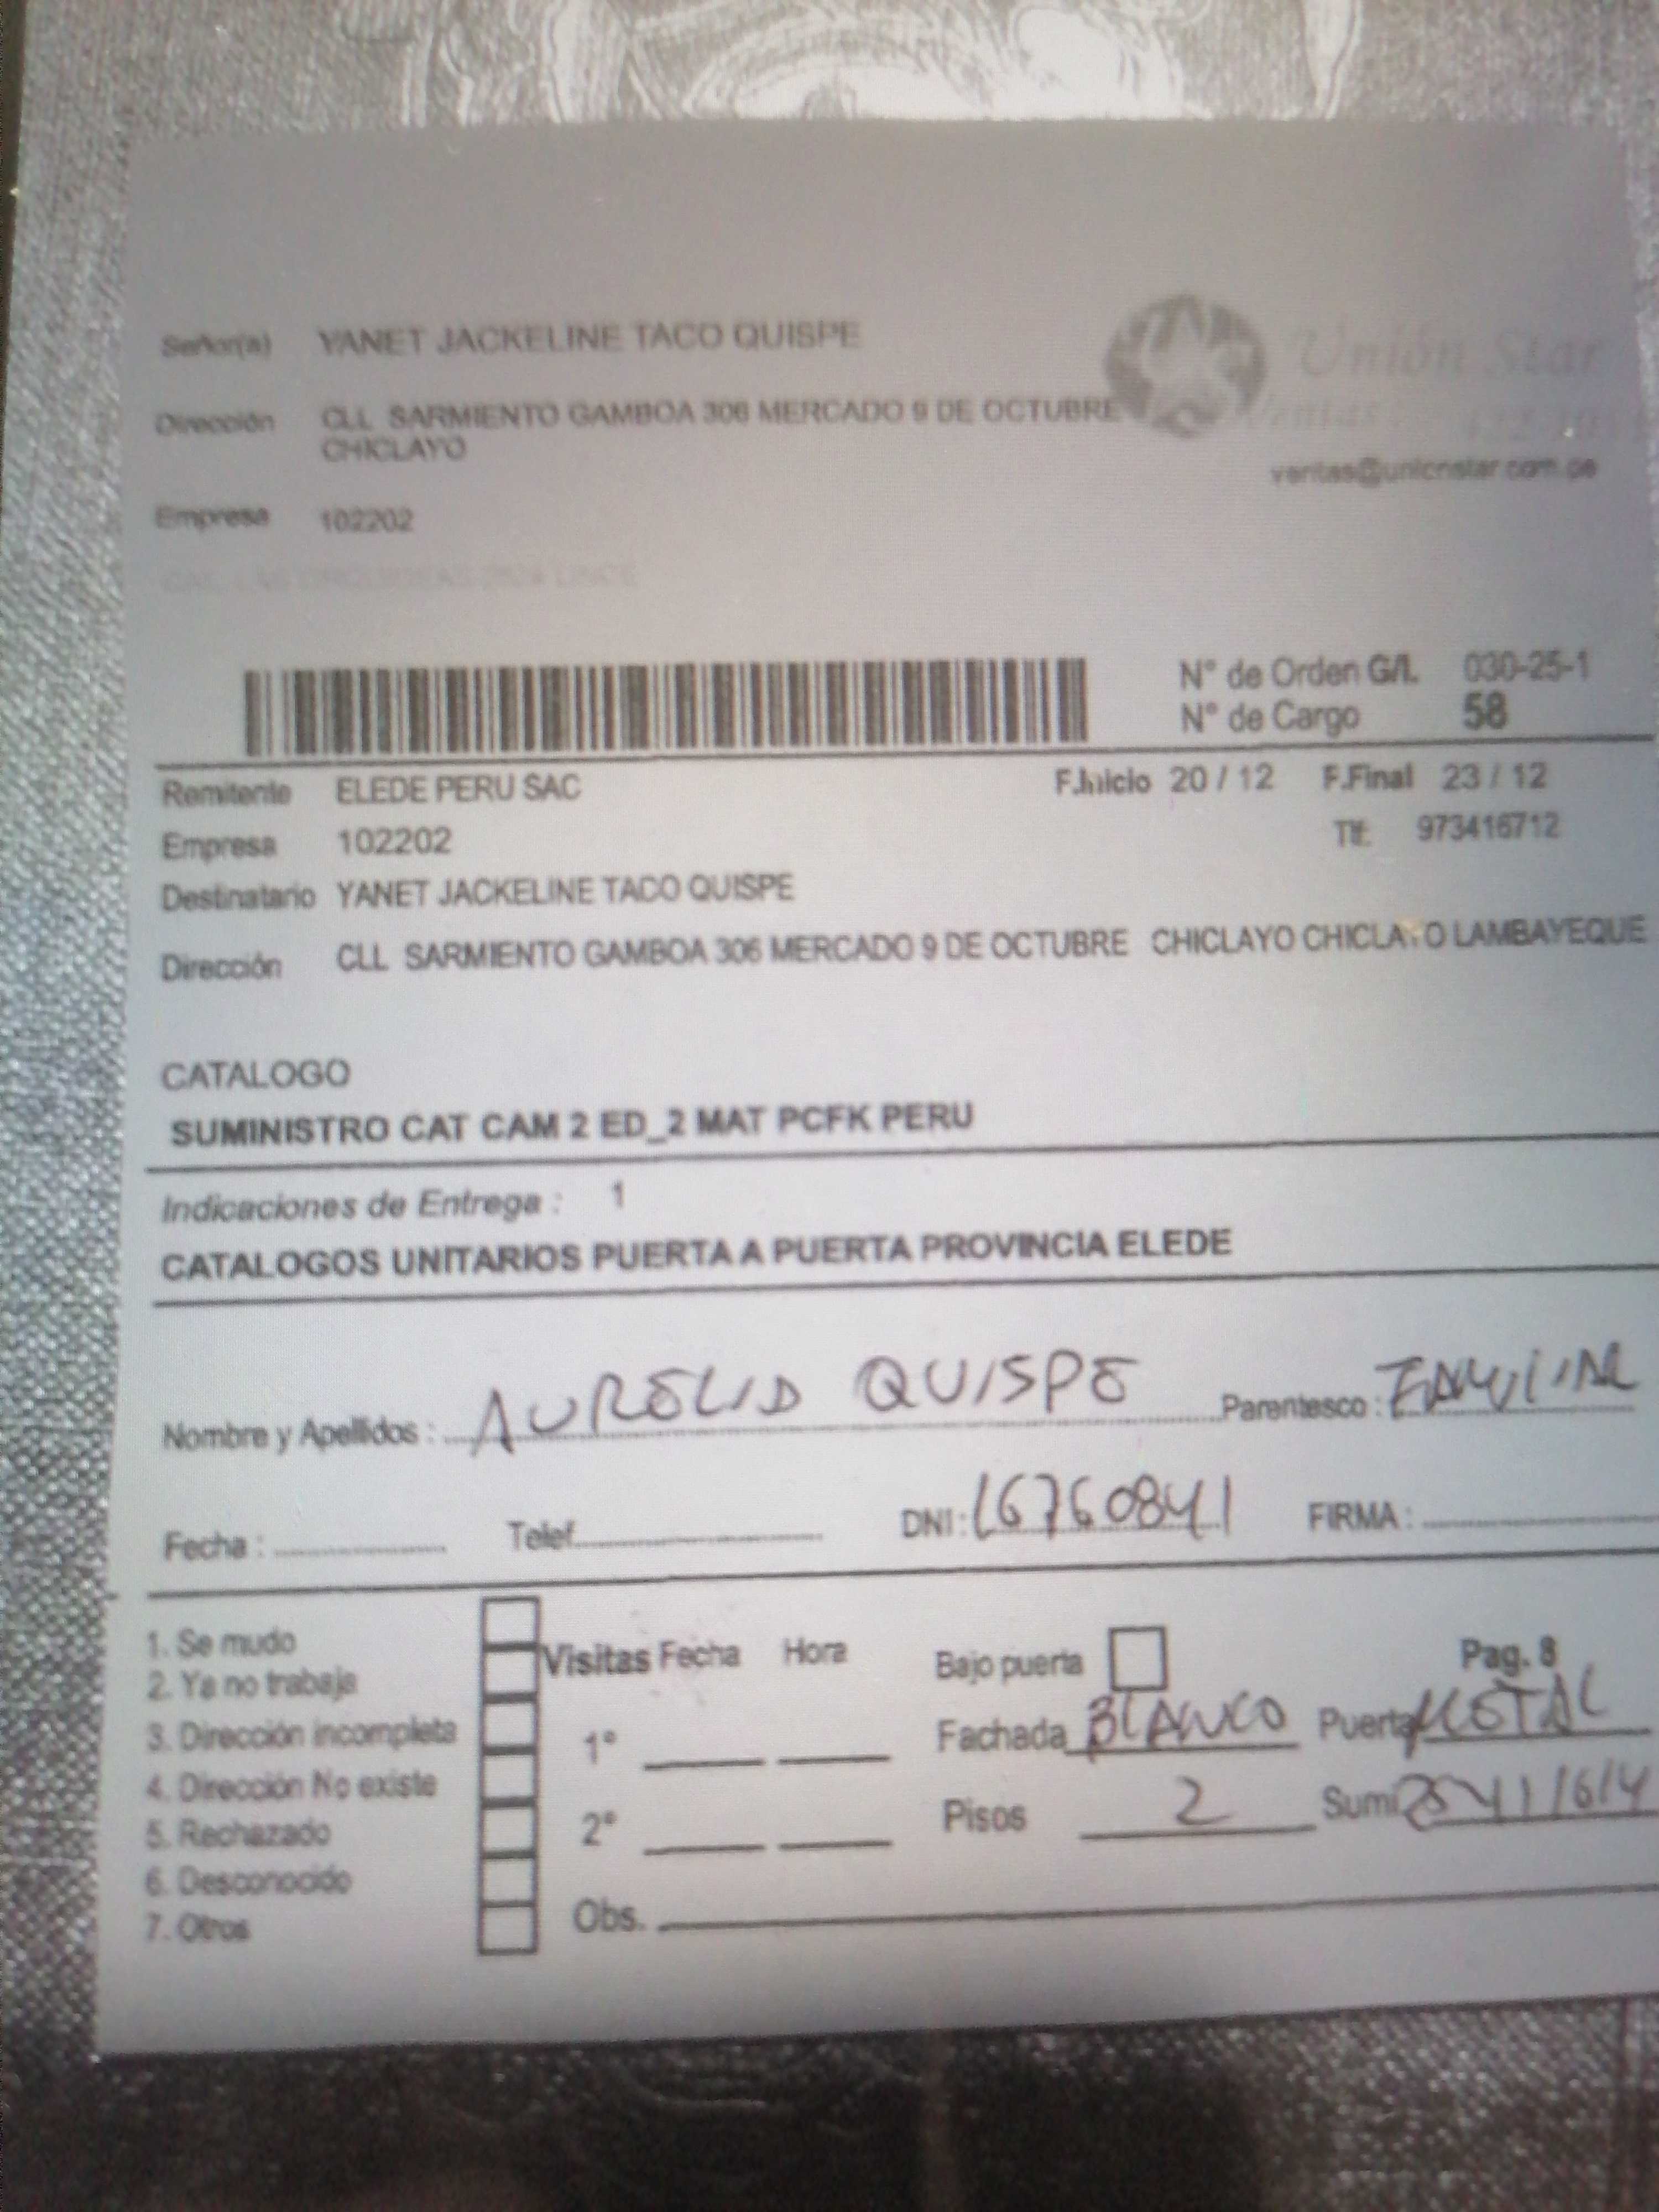 Señor(a) YANET JACKELINE TACO QUISPE
Unión Star
Dirección CLL SARMIENTO GAMBOA 306 MERCADO 9 DE OCTUBRE
CHICLAYO
Ventas
ventas@unionstar.com.pe
Empresa 102202
N° de Orden G/I. 030-25-1
N° de Cargo 58
Remitente ELEDE PERU SAC F.Inicio 20 / 12 F.Final 23 / 12
Empresa 102202 Tlf: 973416712
Destinatario YANET JACKELINE TACO QUISPE
Dirección CLL SARMIENTO GAMBOA 306 MERCADO 9 DE OCTUBRE CHICLAYO CHICLAYO LAMBAYEQUE
CATALOGO
SUMINISTRO CAT CAM 2 ED_2 MAT PCFK PERU
Indicaciones de Entrega : 1
CATALOGOS UNITARIOS PUERTA A PUERTA PROVINCIA ELEDE
Nombre y Apellidos : AURELIO QUISPE Parentesco : FAMILIAR
Fecha : Telef. DNI : 16760841 FIRMA :
1. Se mudo
2. Ya no trabaja
3. Dirección incompleta
4. Dirección No existe
5. Rechazado
6. Desconocido
7. Otros
Visitas Fecha Hora
1°
2°
Obs.
Bajo puerta Pag. 8
Fachada BLANCO Puerta METAL
Pisos 2 Sumi